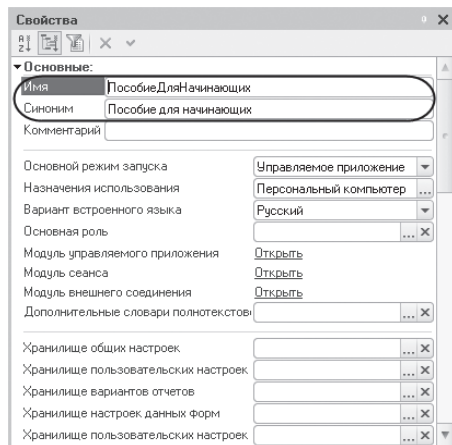 Свойства
Основные:
Имя ПособиеДляНачинающих
Синоним Пособие для начинающих
Комментарий
Основной режим запуска Управляемое приложение
Назначения использования Персональный компьютер ...
Вариант встроенного языка Русский
Основная роль ...
Модуль управляемого приложения Открыть
Модуль сеанса Открыть
Модуль внешнего соединения Открыть
Дополнительные словари полнотекстов ...
Хранилище общих настроек ...
Хранилище пользовательских настроек ...
Хранилище вариантов отчетов ...
Хранилище настроек данных форм ...
Хранилище пользовательских настроек ...